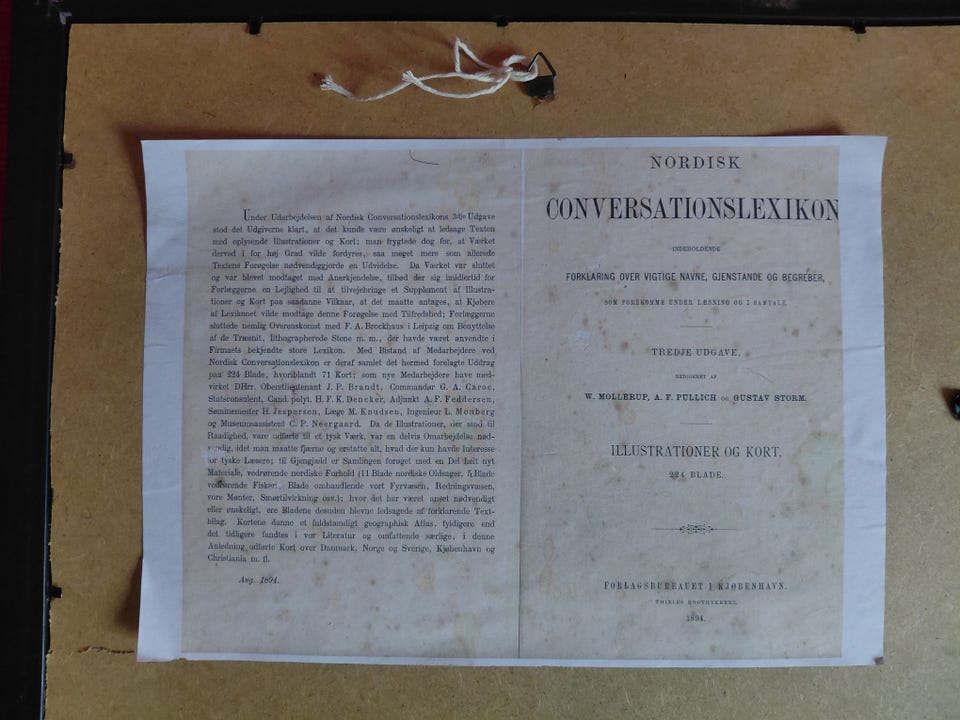 Under Udarbejdelsen af Nordisk Conversationslexikons 3die Udgave
stod det Udgiverne klart, at det kunde være ønskeligt at ledsage Texten
med oplysende Illustrationer og Kort; man frygtede dog for, at Værket
derved i for høj Grad vilde fordyres, saa meget mere som allerede
Textens Forøgelse nødvendiggjorde en Udvidelse. Da Værket var sluttet
og var blevet modtaget med Anerkjendelse, tilbød der sig imidlertid for
Forlæggerne en Lejlighed til at tilvejebringe et Supplement af Illustra-
tioner og Kort paa saadanne Vilkaar, at det maatte antages, at Kjøbere
af Lexikonet vilde modtage denne Forøgelse med Tilfredshed; Forlæggerne
sluttede nemlig Overenskomst med F. A. Brockhaus i Leipzig om Benyttelse
af de Træsnit, lithographerede Stene m. m., der havde været anvendte i
Firmaets bekjendte store Lexikon. Med Bistand af Medarbejdere ved
Nordisk Conversationslexikon er deraf samlet det hermed forelagte Uddrag
paa 224 Blade, hvoriblandt 71 Kort; som nye Medarbejdere have med-
virket DHrr. Oberstlieutenant J. P. Brandt, Commandør G. A. Caroc,
Statsconsulent, Cand. polyt. H. F. K. Dencker, Adjunkt A. F. Feddersen,
Seminemester H. Jespersen, Læge M. Knudsen, Ingenieur L. Monberg
og Museumsassistent C. P. Neergaard. Da de Illustrationer, der stod til
Raadighed, vare udførte til et tysk Værk, var en delvis Omarbejdelse nød-
vendig, idet man maatte fjærne og erstatte alt, hvad der kun havde Interesse
for tyske Læsere; til Gjengjæld er Samlingen forøget med en Del helt nyt
Materiale, vedrørende nordiske Forhold (11 Blade nordiske Oldsager, 5 Blade
vedrørende Fiskeri, Blade omhandlende vort Fyrvæsen, Redningsvæsen,
vore Mønter, Smørtilvirkning osv.); hvor det har været anset nødvendigt
eller ønskeligt, ere Bladene desuden blevne ledsagede af forklarende Text-
bilag. Kortene danne et fuldstændigt geographisk Atlas, fyldigere end
det tidligere fandtes i vor Literatur og omfattende særlige, i denne
Anledning udførte Kort over Danmark, Norge og Sverige, Kjøbenhavn og
Christiania m. fl.
Aug. 1894.
NORDISK
CONVERSATIONSLEXIKON
INDEHOLDENDE
FORKLARING OVER VIGTIGE NAVNE, GJENSTANDE OG BEGREBER,
SOM FOREKOMME UNDER LÆSNING OG I SAMTALE.
TREDJE UDGAVE,
REDIGERET AF
W. MOLLERUP, A. F. PULLICH OG GUSTAV STORM.
ILLUSTRATIONER OG KORT,
224 BLADE.
FORLAGSBUREAUET I KJØBENHAVN.
THIELES BOGTRYKKERI.
1894.